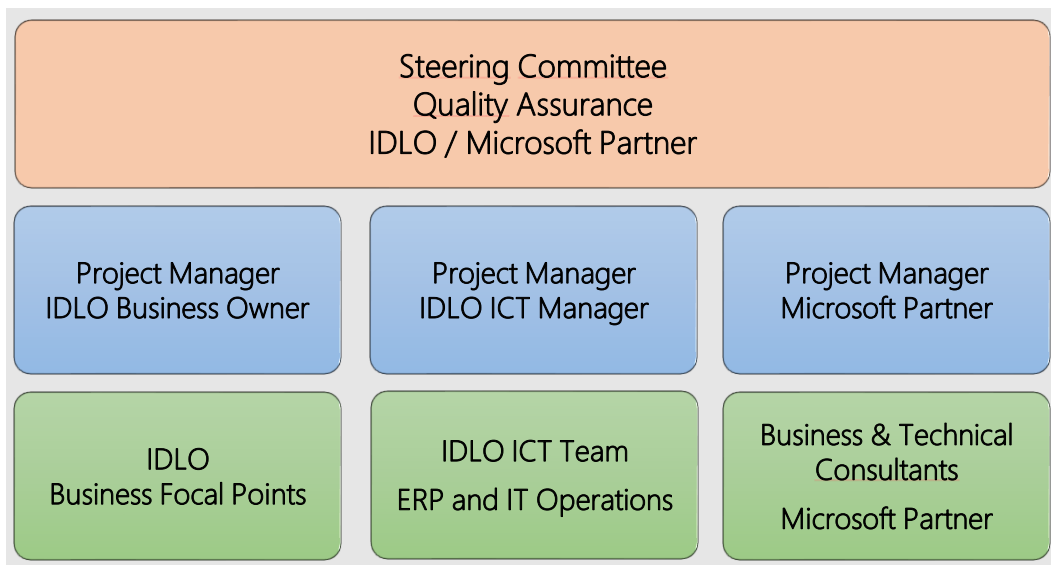 Steering Committee
Quality Assurance
IDLO / Microsoft Partner
Project Manager
IDLO Business Owner
Project Manager
IDLO ICT Manager
Project Manager
Microsoft Partner
IDLO
Business Focal Points
IDLO ICT Team
ERP and IT Operations
Business & Technical
Consultants
Microsoft Partner